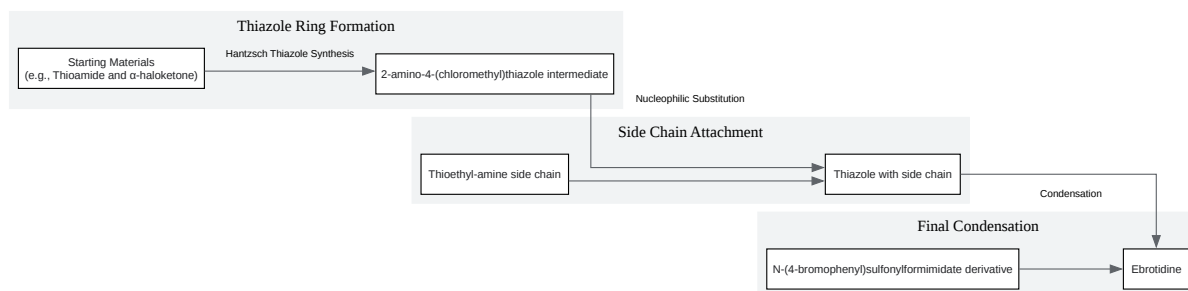 Thiazole Ring Formation
Starting Materials
(e.g., Thioamide and α-haloketone)
Hantzsch Thiazole Synthesis
2-amino-4-(chloromethyl)thiazole intermediate
Nucleophilic Substitution
Side Chain Attachment
Thioethyl-amine side chain
Thiazole with side chain
Condensation
Final Condensation
N-(4-bromophenyl)sulfonylformimidate derivative
Ebrotidine